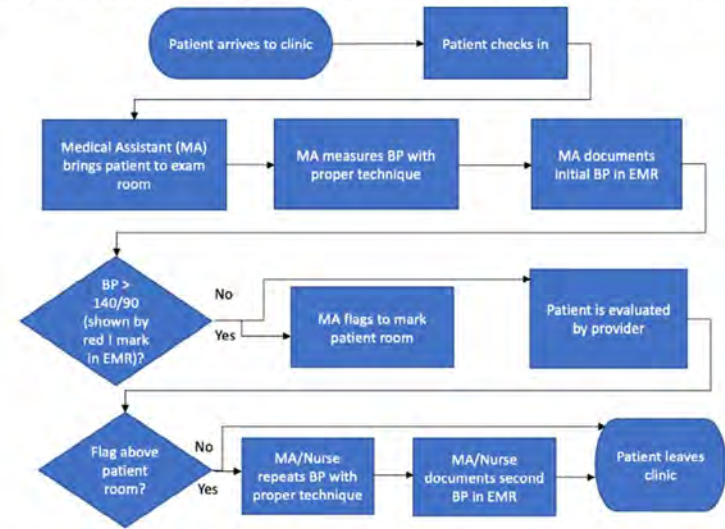 Patient arrives to clinic
Patient checks in
Medical Assistant (MA)
brings patient to exam
room
MA measures BP with
proper technique
MA documents
initial BP in EMR
BP >
140/90
(shown by
red I mark
in EMR)?
No
Yes
MA flags to mark
patient room
Patient is evaluated
by provider
Flag above
patient
room?
No
Yes
MA/Nurse
repeats BP with
proper technique
MA/Nurse
documents second
BP in EMR
Patient leaves
clinic